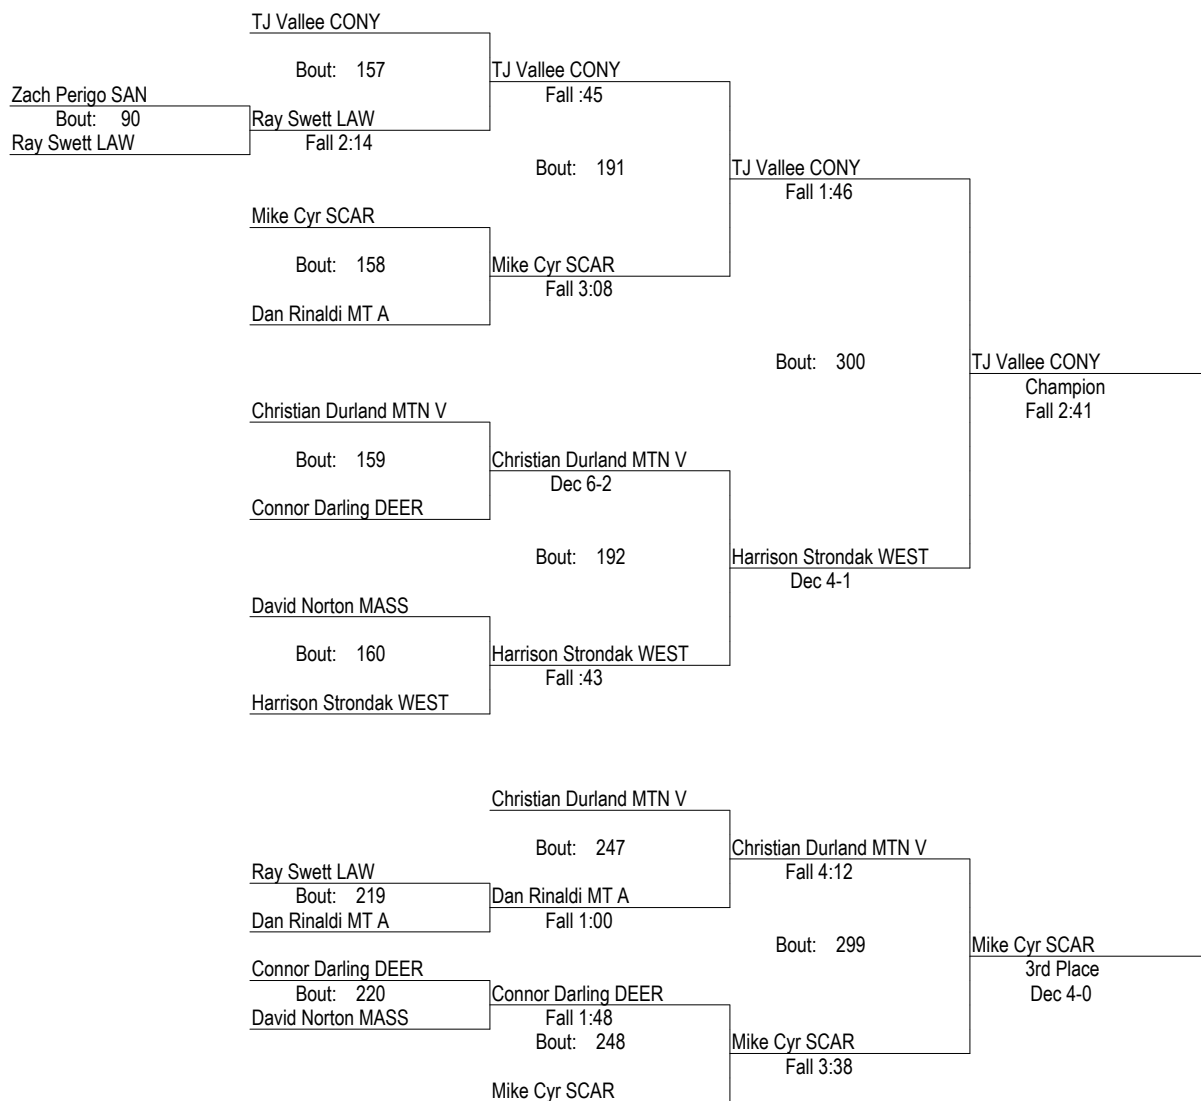 TJ Vallee CONY
Bout: 157
TJ Vallee CONY
Zach Perigo SAN
Fall :45
Bout: 90
Ray Swett LAW
Ray Swett LAW
Fall 2:14
Bout: 191
TJ Vallee CONY
Fall 1:46
Mike Cyr SCAR
Bout: 158
Mike Cyr SCAR
Fall 3:08
Dan Rinaldi MT A
Bout: 300
TJ Vallee CONY
Champion
Fall 2:41
Christian Durland MTN V
Bout: 159
Christian Durland MTN V
Dec 6-2
Connor Darling DEER
Bout: 192
Harrison Strondak WEST
Dec 4-1
David Norton MASS
Bout: 160
Harrison Strondak WEST
Fall :43
Harrison Strondak WEST
Christian Durland MTN V
Bout: 247
Christian Durland MTN V
Fall 4:12
Ray Swett LAW
Bout: 219
Dan Rinaldi MT A
Dan Rinaldi MT A
Fall 1:00
Bout: 299
Mike Cyr SCAR
3rd Place
Dec 4-0
Connor Darling DEER
Bout: 220
Connor Darling DEER
David Norton MASS
Fall 1:48
Bout: 248
Mike Cyr SCAR
Fall 3:38
Mike Cyr SCAR